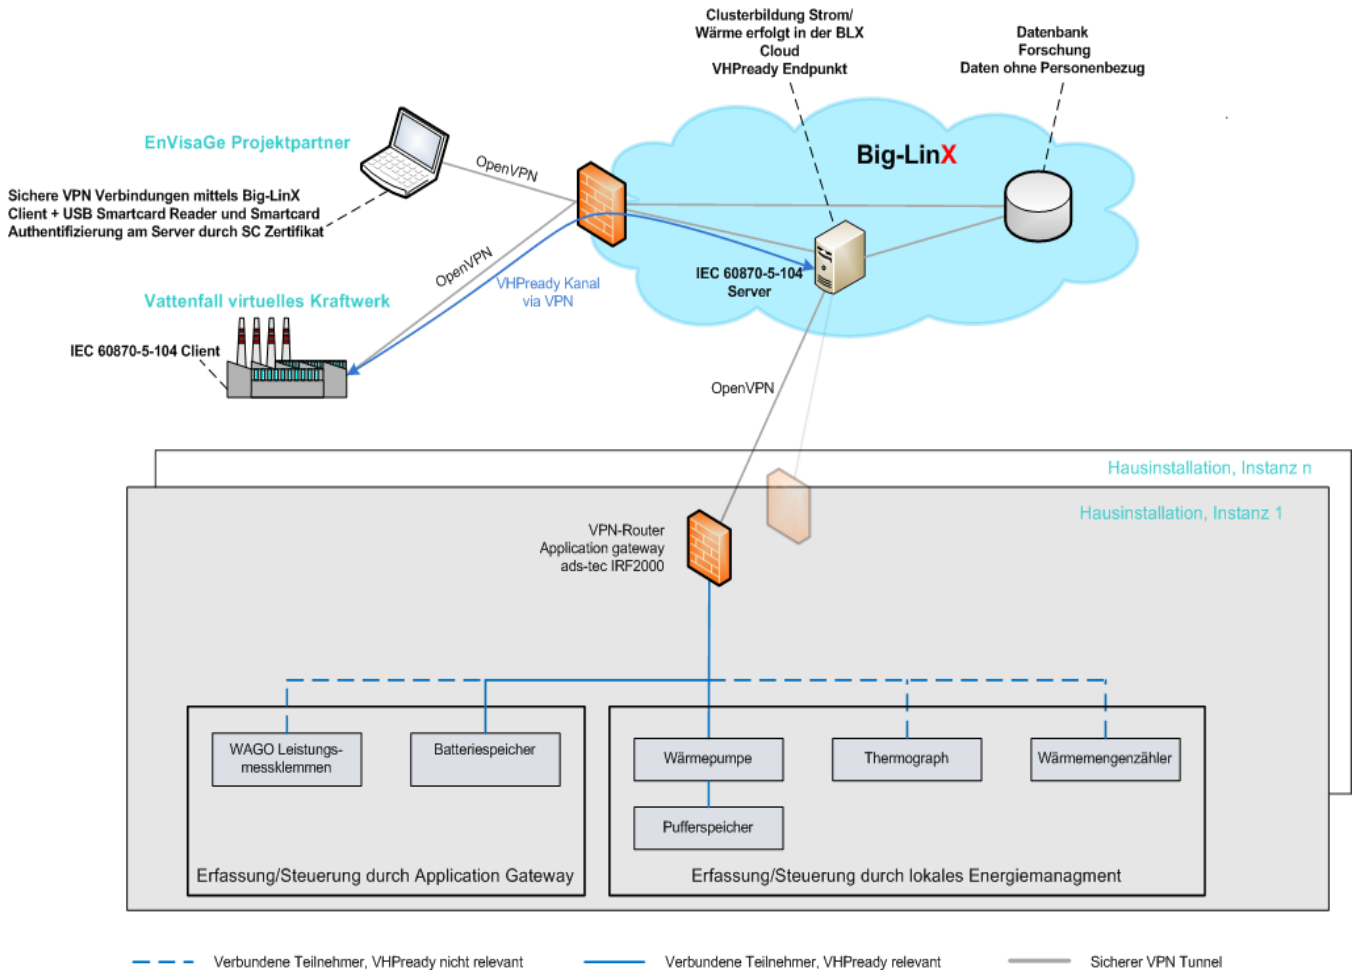 Clusterbildung Strom/
Wärme erfolgt in der BLX
Cloud
VHPready Endpunkt
Datenbank
Forschung
Daten ohne Personenbezug
EnVisaGe Projektpartner
OpenVPN
Big-LinX
Sichere VPN Verbindungen mittels Big-LinX
Client + USB Smartcard Reader und Smartcard
Authentifizierung am Server durch SC Zertifikat
OpenVPN
IEC 60870-5-104
Server
VHPready Kanal
via VPN
Vattenfall virtuelles Kraftwerk
IEC 60870-5-104 Client
OpenVPN
Hausinstallation, Instanz n
Hausinstallation, Instanz 1
VPN-Router
Application gateway
ads-tec IRF2000
WAGO Leistungs-
messklemmen
Batteriespeicher
Wärmepumpe
Thermograph
Wärmemengenzähler
Pufferspeicher
Erfassung/Steuerung durch Application Gateway
Erfassung/Steuerung durch lokales Energiemanagment
Verbundene Teilnehmer, VHPready nicht relevant
Verbundene Teilnehmer, VHPready relevant
Sicherer VPN Tunnel